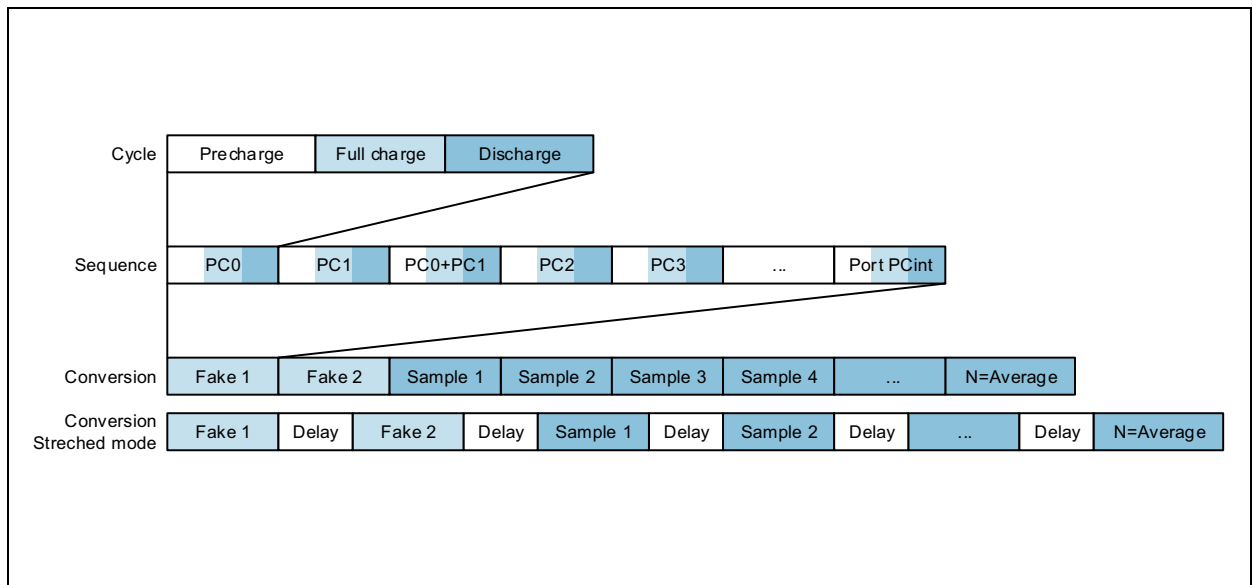 Cycle Precharge Full charge Discharge
Sequence PC0 PC1 PC0+PC1 PC2 PC3 ... Port PCint
Conversion Fake 1 Fake 2 Sample 1 Sample 2 Sample 3 Sample 4 ... N=Average
Conversion
Streched mode Fake 1 Delay Fake 2 Delay Sample 1 Delay Sample 2 Delay ... Delay N=Average